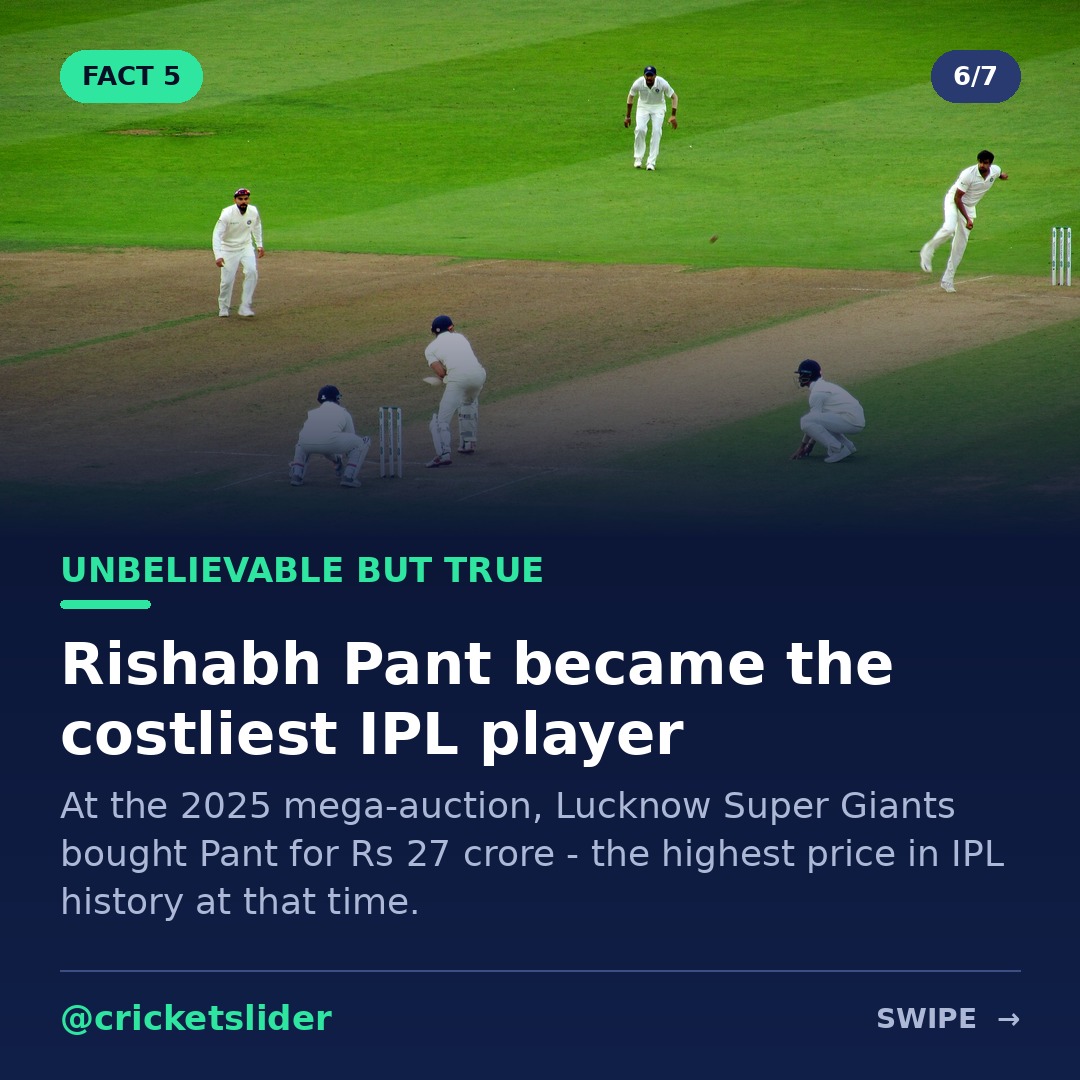 FACT 5
6/7
UNBELIEVABLE BUT TRUE
Rishabh Pant became the
costliest IPL player
At the 2025 mega-auction, Lucknow Super Giants
bought Pant for Rs 27 crore - the highest price in IPL
history at that time.
@cricketslider
SWIPE →